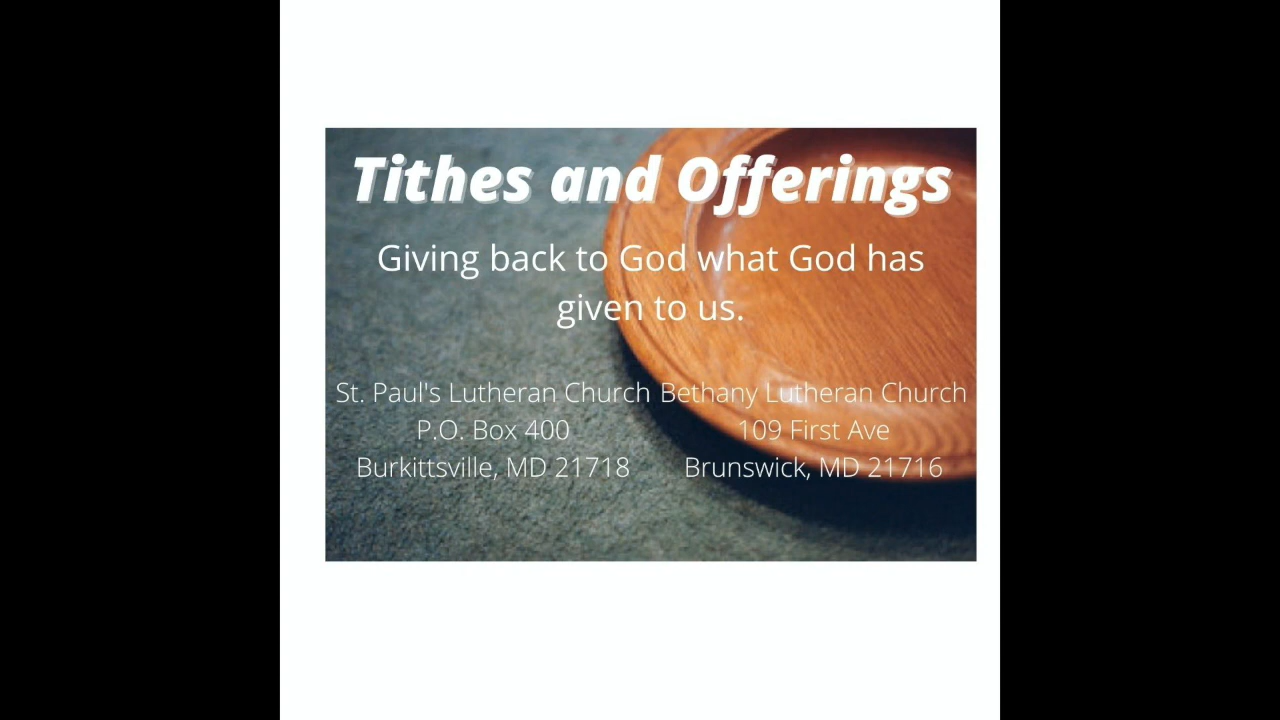 Tithes and Offerings
Giving back to God what God has
given to us.
St. Paul's Lutheran Church
P.O. Box 400
Burkittsville, MD 21718
Bethany Lutheran Church
109 First Ave
Brunswick, MD 21716